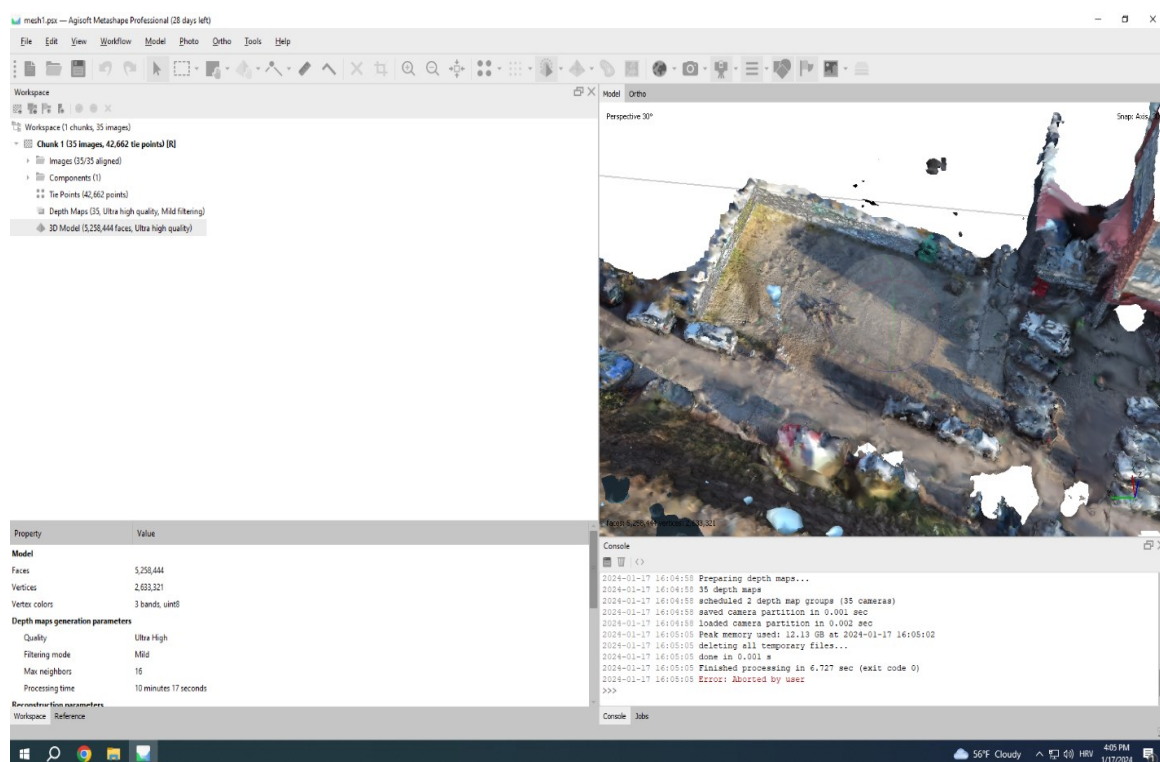 mesh1.psx — Agisoft Metashape Professional (28 days left)
File Edit View Workflow Model Photo Ortho Tools Help
Workspace
Workspace (1 chunks, 35 images)
Chunk 1 (35 images, 42,662 tie points) [R]
Images (35/35 aligned)
Components (1)
Tie Points (42,662 points)
Depth Maps (35, Ultra high quality, Mild filtering)
3D Model (5,258,444 faces, Ultra high quality)
Property Value
Model
Faces 5,258,444
Vertices 2,633,321
Vertex colors 3 bands, uint8
Depth maps generation parameters
Quality Ultra High
Filtering mode Mild
Max neighbors 16
Processing time 10 minutes 17 seconds
Reconstruction parameters
Workspace Reference
Model Ortho
Perspective 30°
Snap: Axis,
faces: 5,258,444 vertices: 2,633,321
Console
2024-01-17 16:04:58 Preparing depth maps...
2024-01-17 16:04:58 35 depth maps
2024-01-17 16:04:58 scheduled 2 depth map groups (35 cameras)
2024-01-17 16:04:58 saved camera partition in 0.001 sec
2024-01-17 16:04:58 loaded camera partition in 0.002 sec
2024-01-17 16:05:05 Peak memory used: 12.13 GB at 2024-01-17 16:05:02
2024-01-17 16:05:05 deleting all temporary files...
2024-01-17 16:05:05 done in 0.001 s
2024-01-17 16:05:05 Finished processing in 6.727 sec (exit code 0)
2024-01-17 16:05:05 Error: Aborted by user
>>>
Console Jobs
56°F Cloudy HRV 4:05 PM
1/17/2024